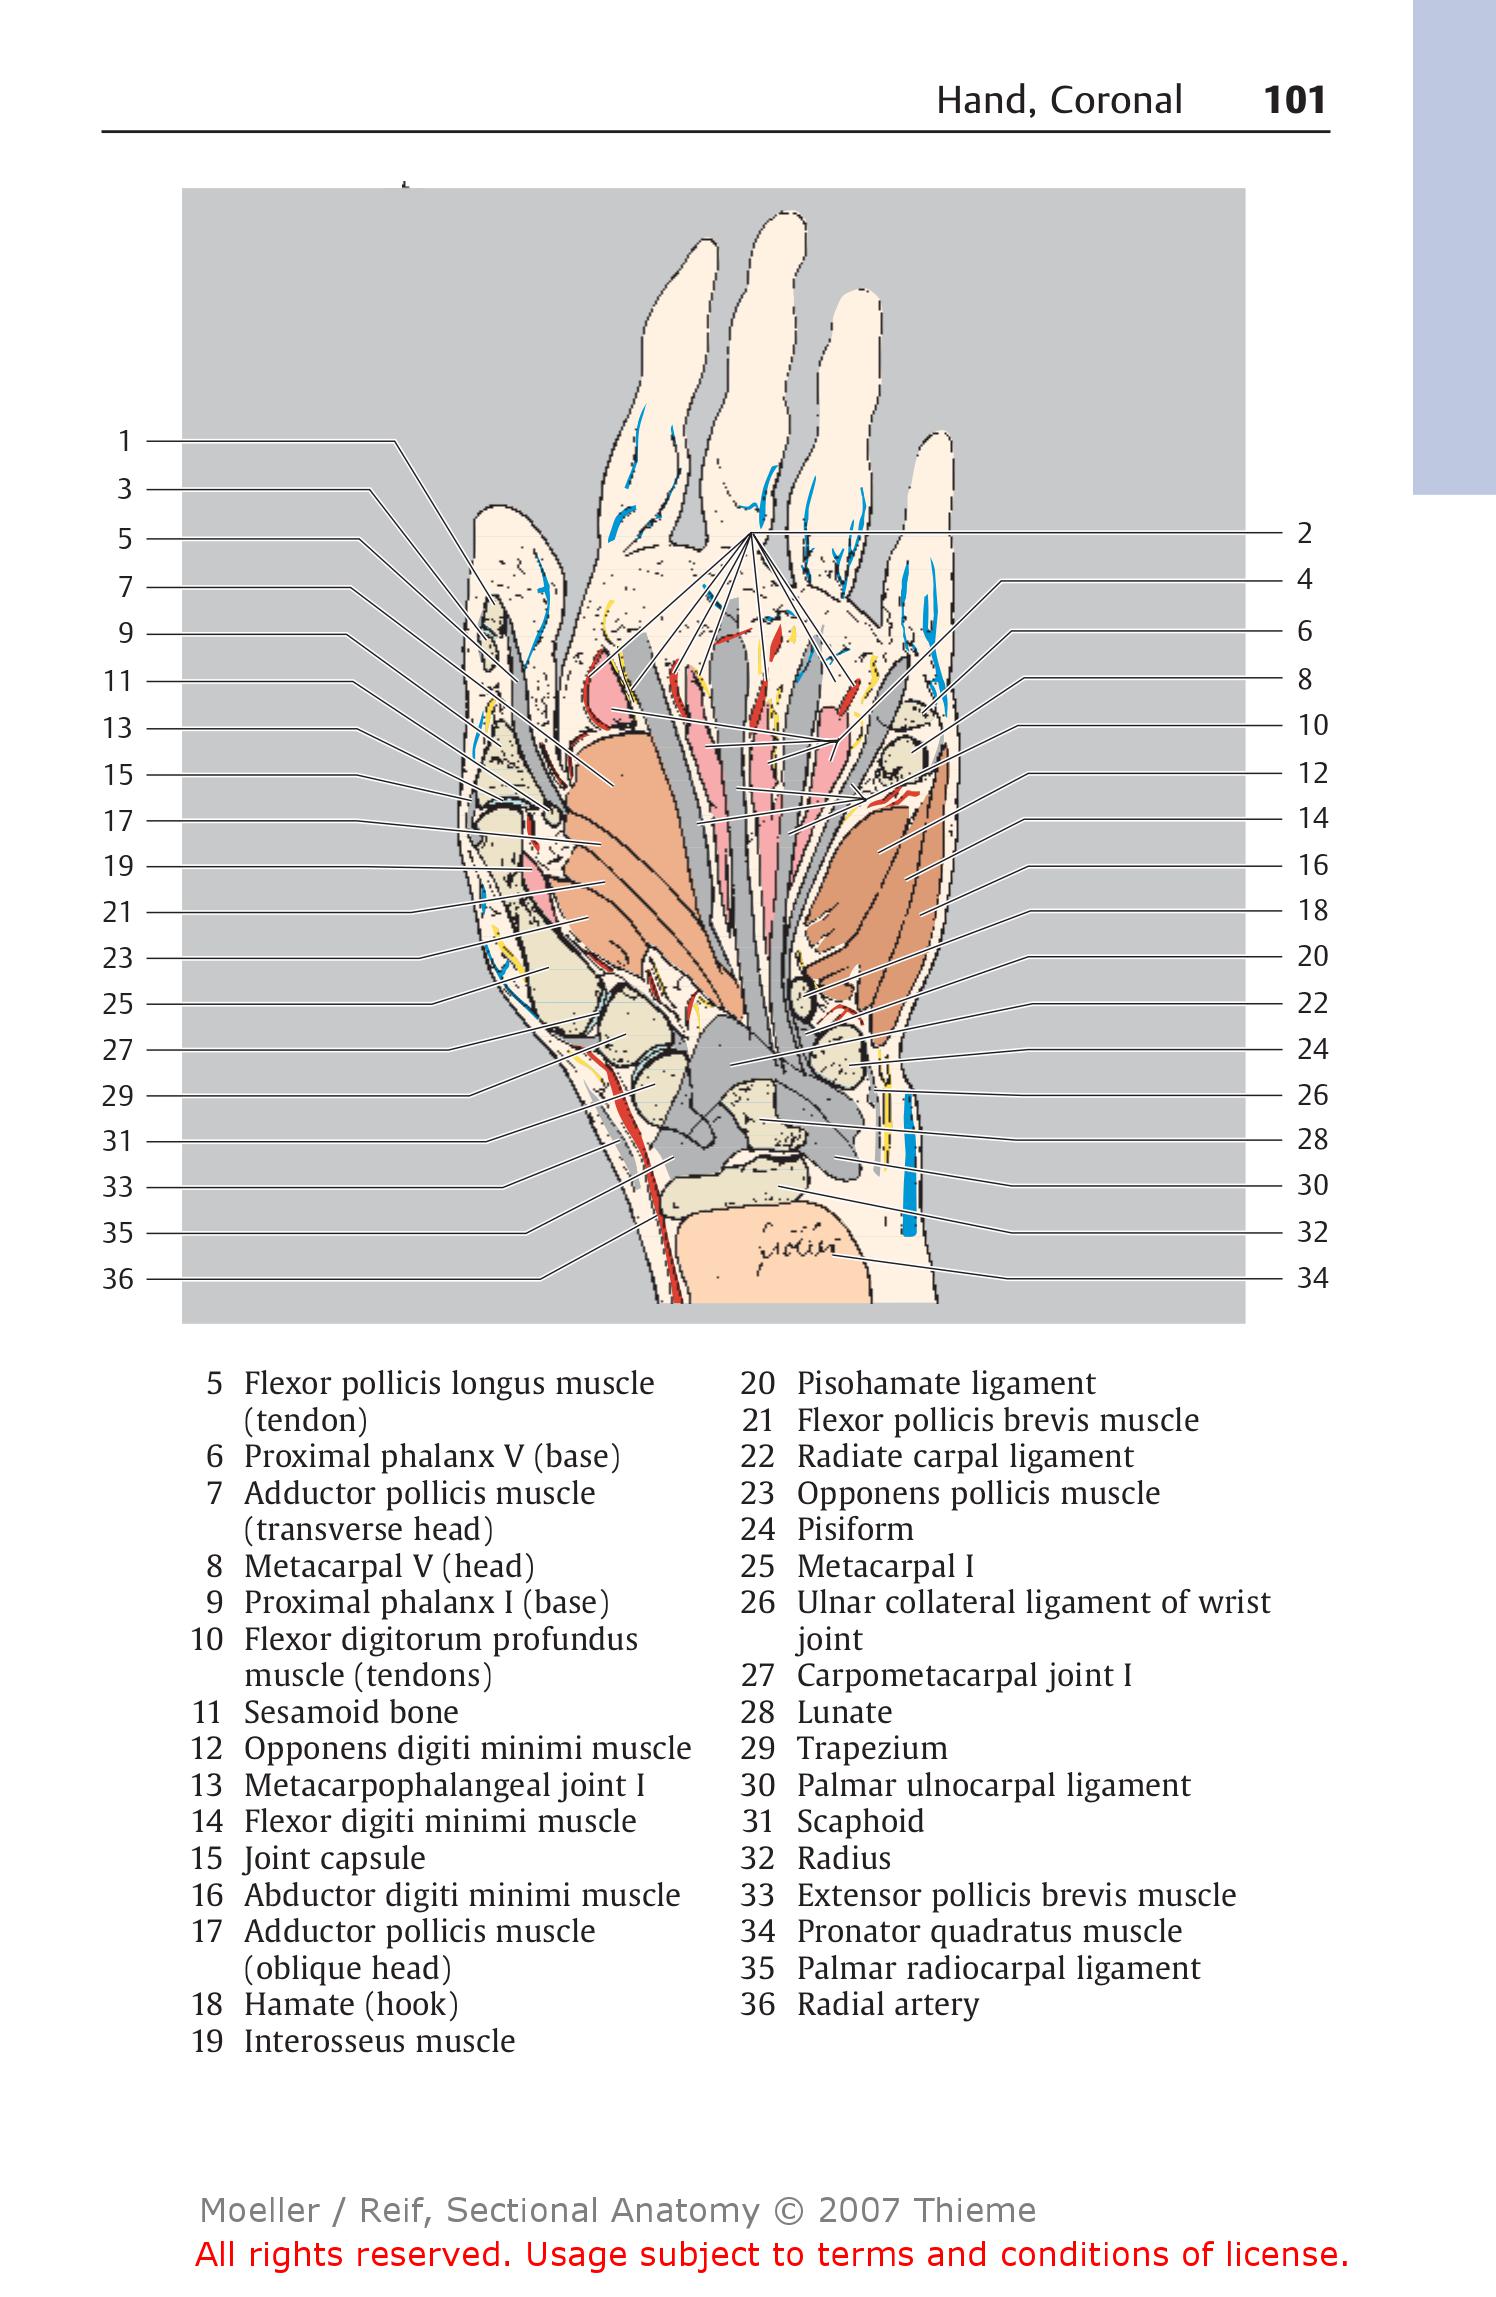 Hand, Coronal 101
1
3
5
7
9
11
13
15
17
19
21
23
25
27
29
31
33
35
36
2
4
6
8
10
12
14
16
18
20
22
24
26
28
30
32
34
5 Flexor pollicis longus muscle
(tendon)
6 Proximal phalanx V (base)
7 Adductor pollicis muscle
(transverse head)
8 Metacarpal V (head)
9 Proximal phalanx I (base)
10 Flexor digitorum profundus
muscle (tendons)
11 Sesamoid bone
12 Opponens digiti minimi muscle
13 Metacarpophalangeal joint I
14 Flexor digiti minimi muscle
15 Joint capsule
16 Abductor digiti minimi muscle
17 Adductor pollicis muscle
(oblique head)
18 Hamate (hook)
19 Interosseus muscle
20 Pisohamate ligament
21 Flexor pollicis brevis muscle
22 Radiate carpal ligament
23 Opponens pollicis muscle
24 Pisiform
25 Metacarpal I
26 Ulnar collateral ligament of wrist
joint
27 Carpometacarpal joint I
28 Lunate
29 Trapezium
30 Palmar ulnocarpal ligament
31 Scaphoid
32 Radius
33 Extensor pollicis brevis muscle
34 Pronator quadratus muscle
35 Palmar radiocarpal ligament
36 Radial artery
Moeller / Reif, Sectional Anatomy © 2007 Thieme
All rights reserved. Usage subject to terms and conditions of license.